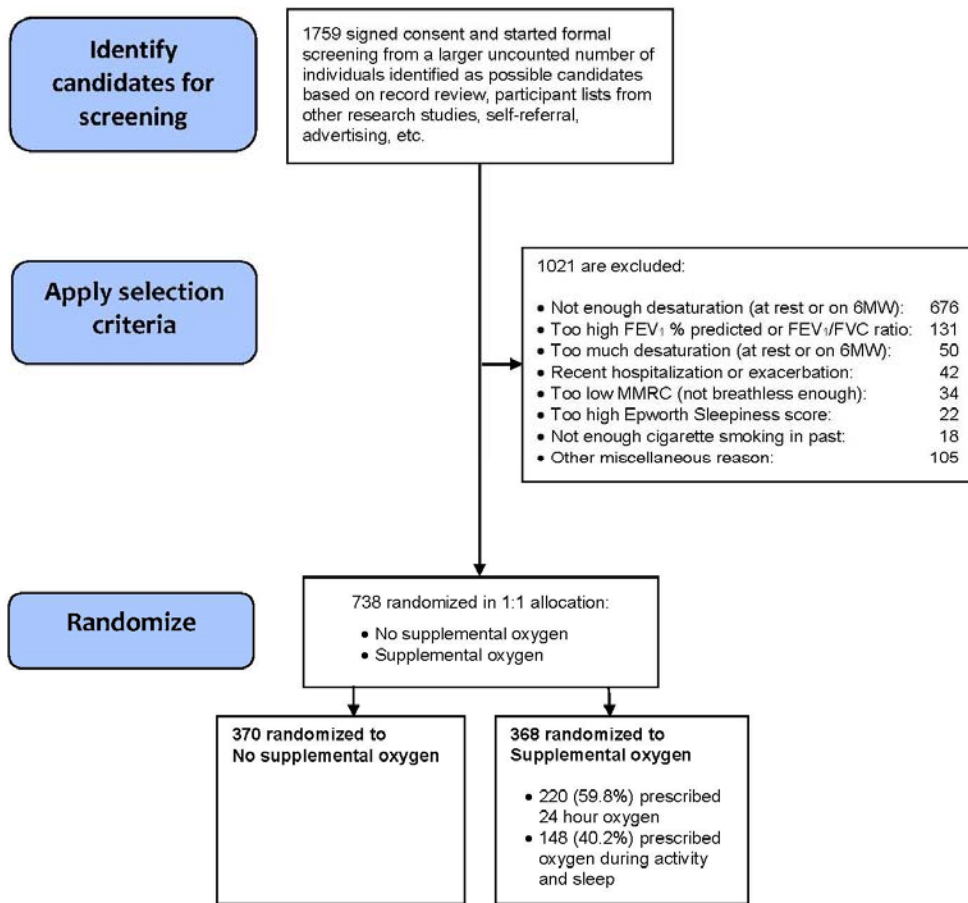 Identify
candidates for
screening
1759 signed consent and started formal
screening from a larger uncounted number of
individuals identified as possible candidates
based on record review, participant lists from
other research studies, self-referral,
advertising, etc.
Apply selection
criteria
1021 are excluded:
• Not enough desaturation (at rest or on 6MW): 676
• Too high FEV₁ % predicted or FEV₁/FVC ratio: 131
• Too much desaturation (at rest or on 6MW): 50
• Recent hospitalization or exacerbation: 42
• Too low MMRC (not breathless enough): 34
• Too high Epworth Sleepiness score: 22
• Not enough cigarette smoking in past: 18
• Other miscellaneous reason: 105
Randomize
738 randomized in 1:1 allocation:
• No supplemental oxygen
• Supplemental oxygen
370 randomized to
No supplemental oxygen
368 randomized to
Supplemental oxygen
• 220 (59.8%) prescribed
24 hour oxygen
• 148 (40.2%) prescribed
oxygen during activity
and sleep